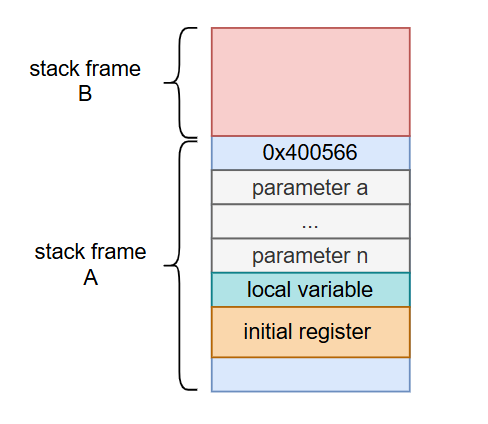 stack frame
B
0x400566
parameter a
...
parameter n
stack frame
A
local variable
initial register